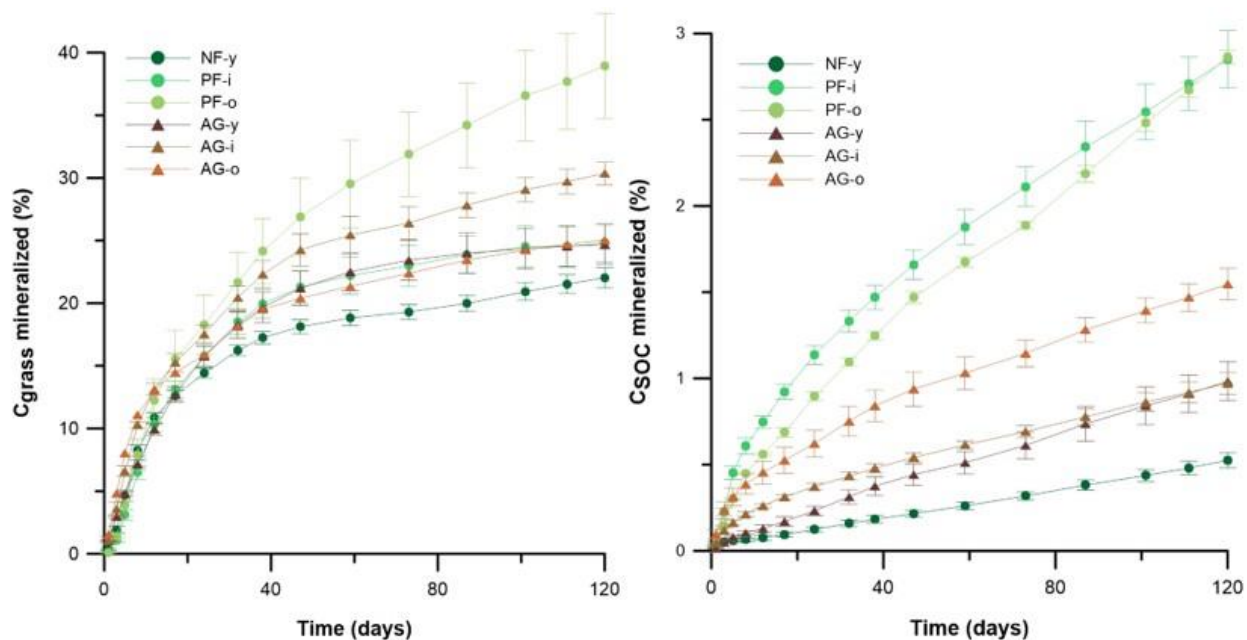 40
30
20
10
0
Cgrass mineralized (%)
NF-y
PF-i
PF-o
AG-y
AG-i
AG-o
0 40 80 120
Time (days)
3
2
1
0
CSOC mineralized (%)
NF-y
PF-i
PF-o
AG-y
AG-i
AG-o
0 40 80 120
Time (days)